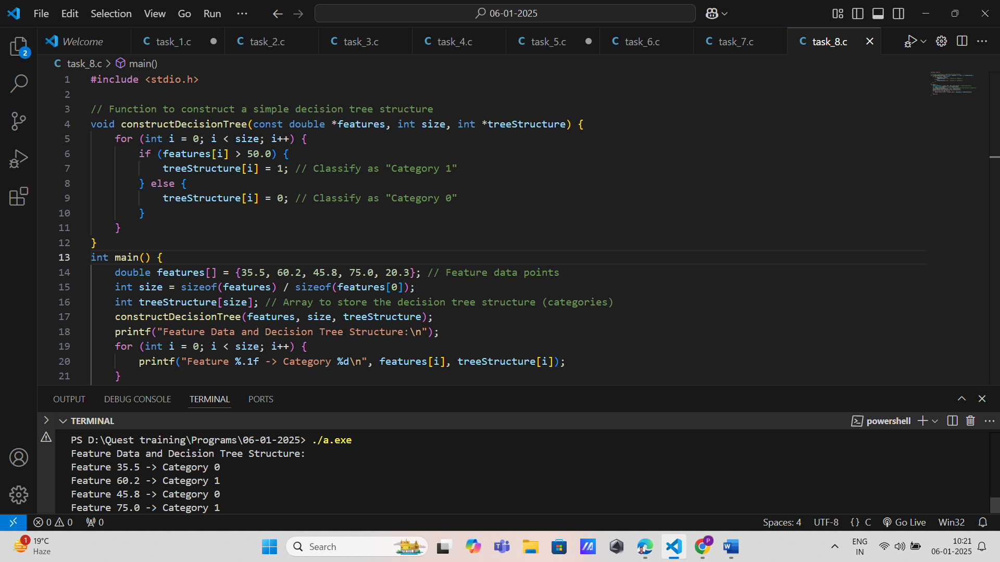 File Edit Selection View Go Run ··· 06-01-2025
2
Welcome task_1.c task_2.c task_3.c task_4.c task_5.c task_6.c task_7.c task_8.c
C task_8.c > main()
1 #include <stdio.h>
2
3 // Function to construct a simple decision tree structure
4 void constructDecisionTree(const double *features, int size, int *treeStructure) {
5 for (int i = 0; i < size; i++) {
6 if (features[i] > 50.0) {
7 treeStructure[i] = 1; // Classify as "Category 1"
8 } else {
9 treeStructure[i] = 0; // Classify as "Category 0"
10 }
11 }
12 }
13 int main() {
14 double features[] = {35.5, 60.2, 45.8, 75.0, 20.3}; // Feature data points
15 int size = sizeof(features) / sizeof(features[0]);
16 int treeStructure[size]; // Array to store the decision tree structure (categories)
17 constructDecisionTree(features, size, treeStructure);
18 printf("Feature Data and Decision Tree Structure:\n");
19 for (int i = 0; i < size; i++) {
20 printf("Feature %.1f -> Category %d\n", features[i], treeStructure[i]);
21 }
OUTPUT DEBUG CONSOLE TERMINAL PORTS
TERMINAL powershell
PS D:\Quest training\Programs\06-01-2025> ./a.exe
Feature Data and Decision Tree Structure:
Feature 35.5 -> Category 0
Feature 60.2 -> Category 1
Feature 45.8 -> Category 0
Feature 75.0 -> Category 1
0 0 0 Spaces: 4 UTF-8 {} C Go Live Win32
1 19°C
Haze
Search
P
ENG
IN
10:21
06-01-2025